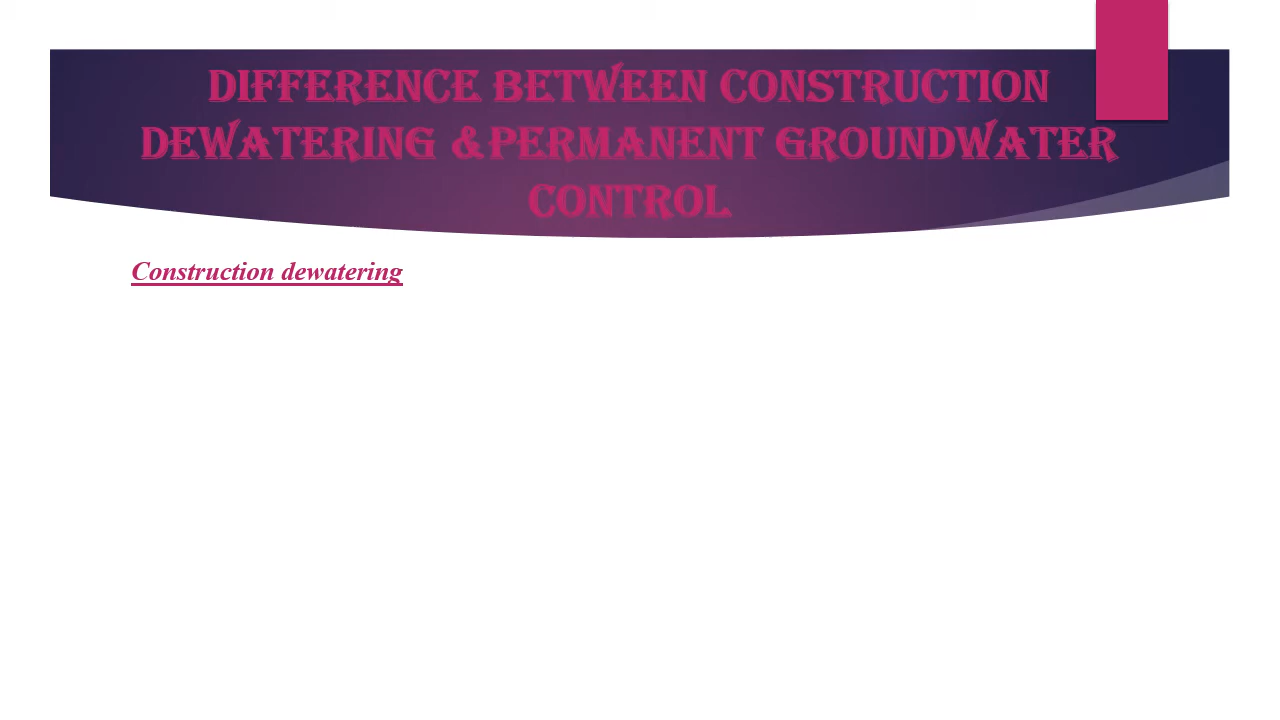 DIFFERENCE BETWEEN CONSTRUCTION
DEWATERING &PERMANENT GROUNDWATER
CONTROL
Construction dewatering